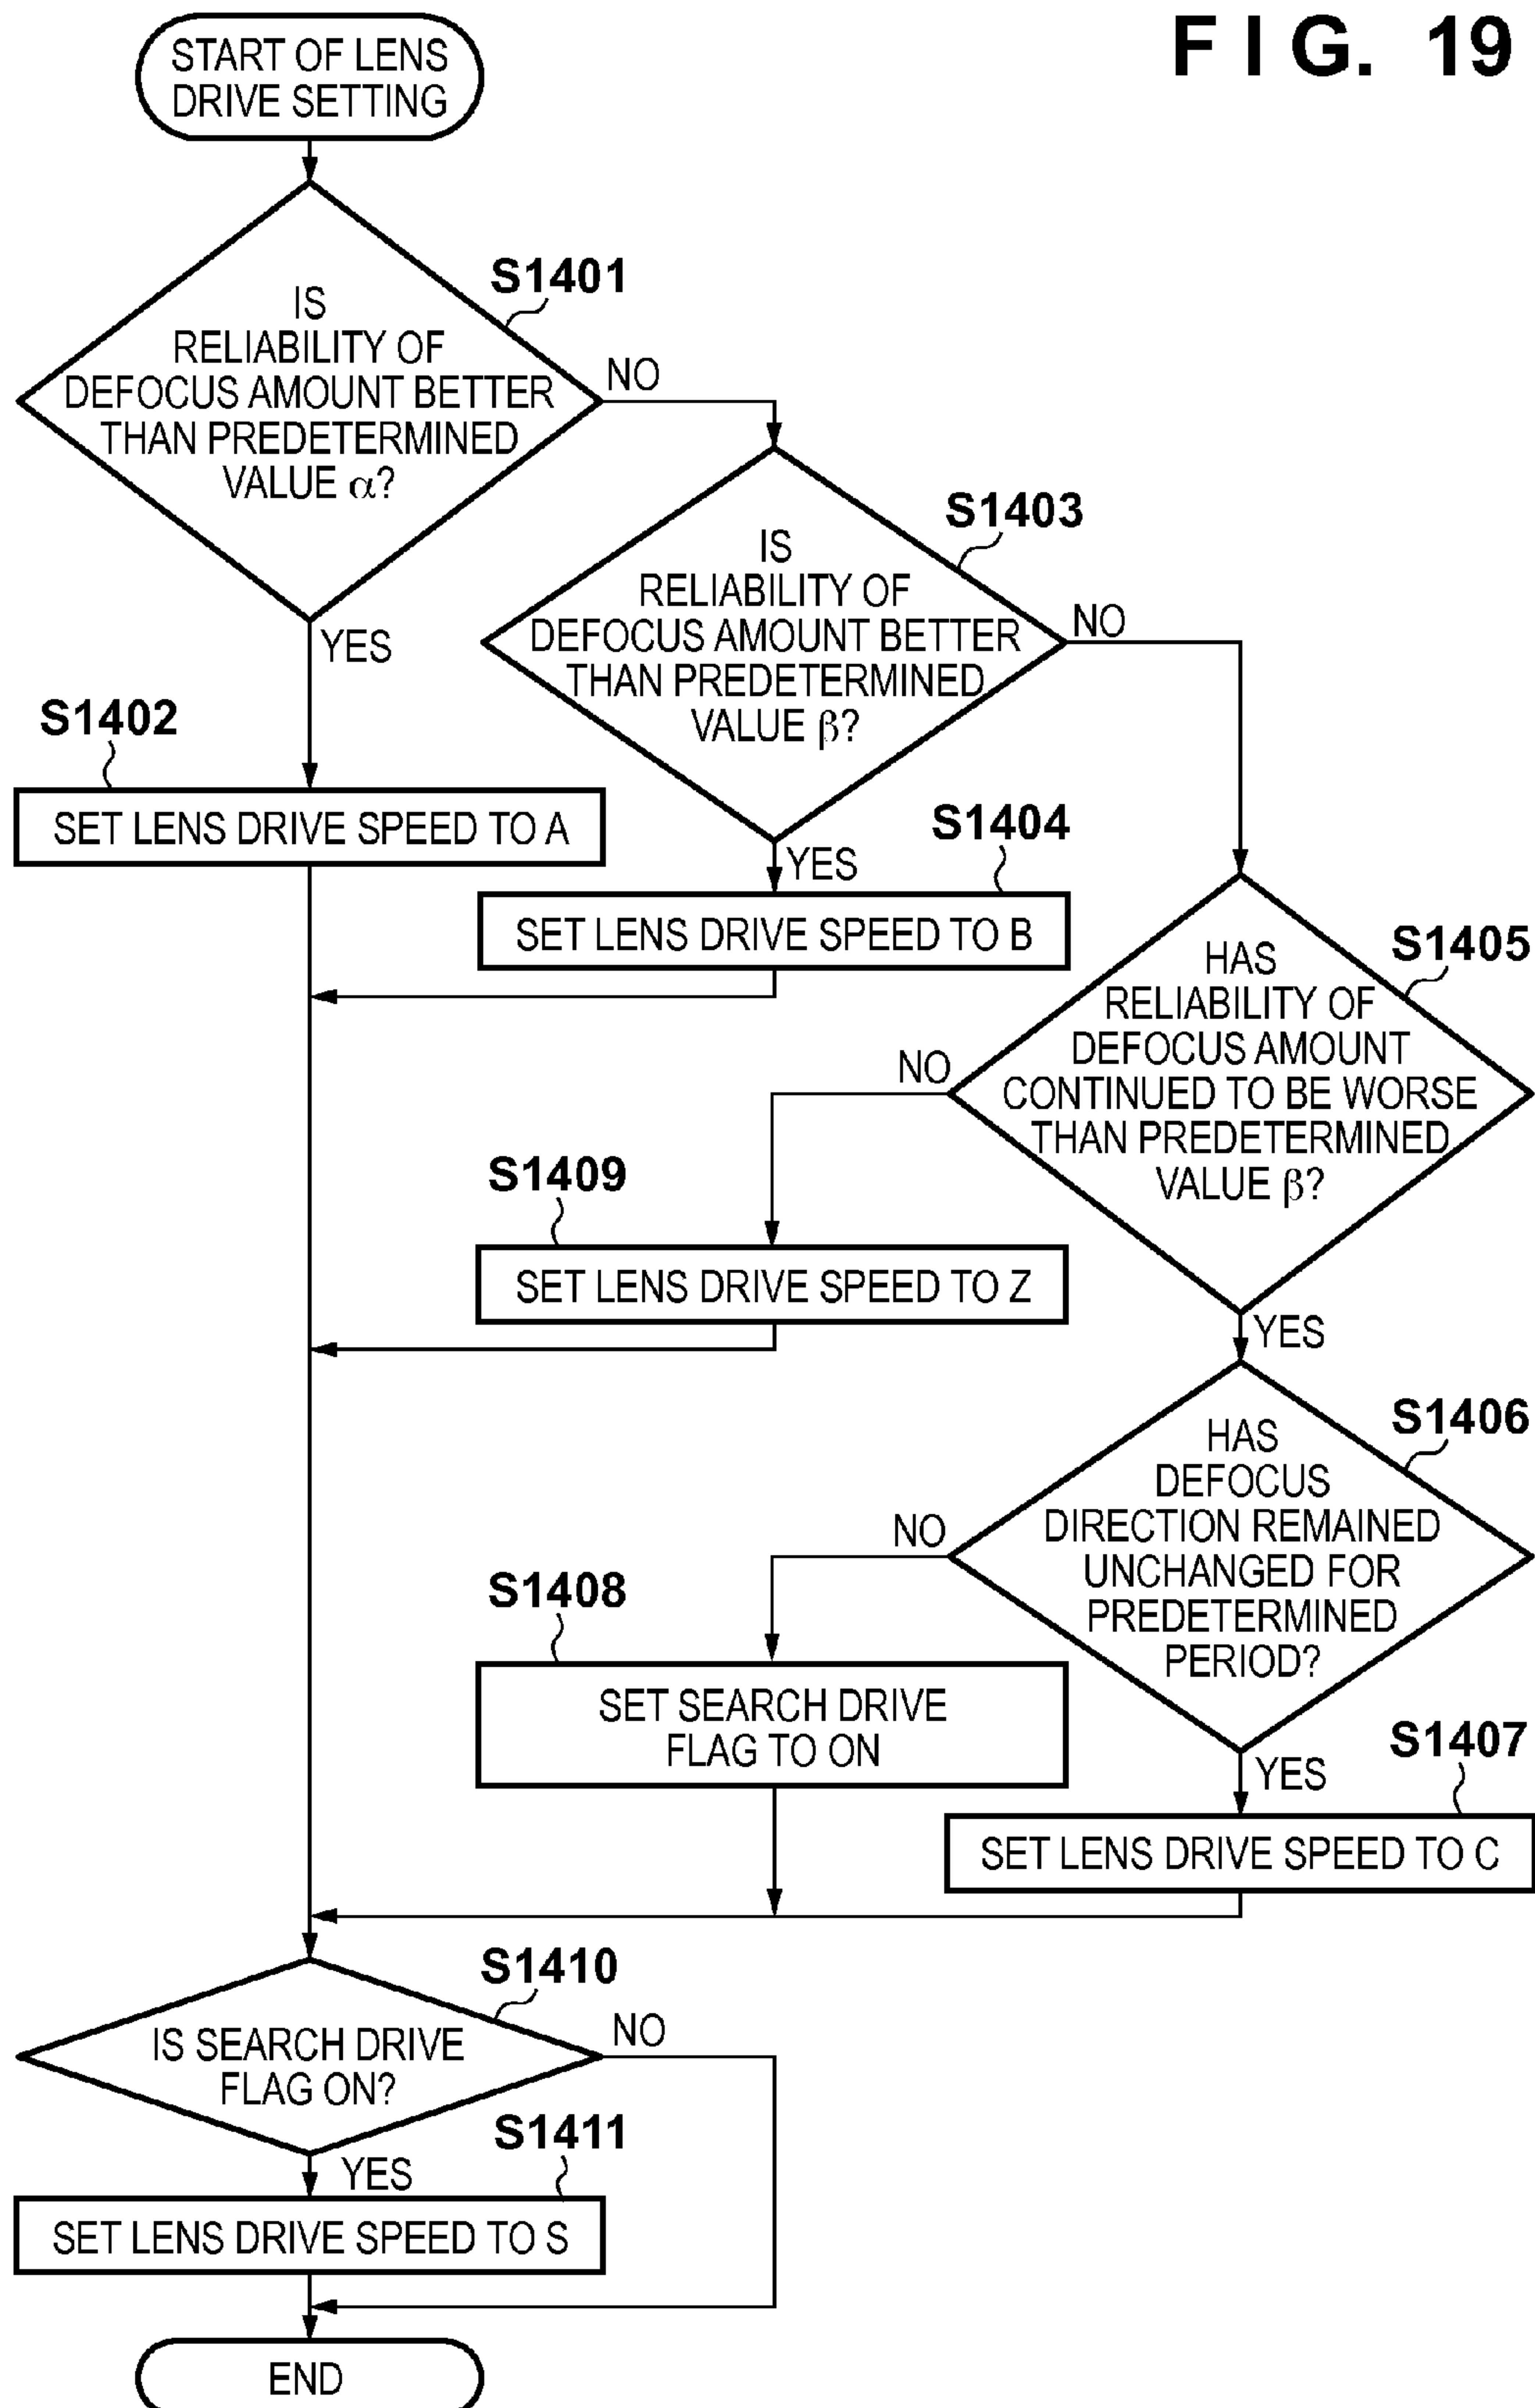 FIG. 19
START OF LENS
DRIVE SETTING
S1401
IS
RELIABILITY OF
DEFOCUS AMOUNT BETTER
THAN PREDETERMINED
VALUE α?
NO
YES
S1403
IS
RELIABILITY OF
DEFOCUS AMOUNT BETTER
THAN PREDETERMINED
VALUE β?
NO
YES
S1402
SET LENS DRIVE SPEED TO A
S1404
SET LENS DRIVE SPEED TO B
S1405
HAS
RELIABILITY OF
DEFOCUS AMOUNT
CONTINUED TO BE WORSE
THAN PREDETERMINED
VALUE β?
NO
YES
S1409
SET LENS DRIVE SPEED TO Z
S1406
HAS
DEFOCUS
DIRECTION REMAINED
UNCHANGED FOR
PREDETERMINED
PERIOD?
NO
YES
S1408
SET SEARCH DRIVE
FLAG TO ON
S1407
SET LENS DRIVE SPEED TO C
S1410
IS SEARCH DRIVE
FLAG ON?
NO
YES
S1411
SET LENS DRIVE SPEED TO S
END